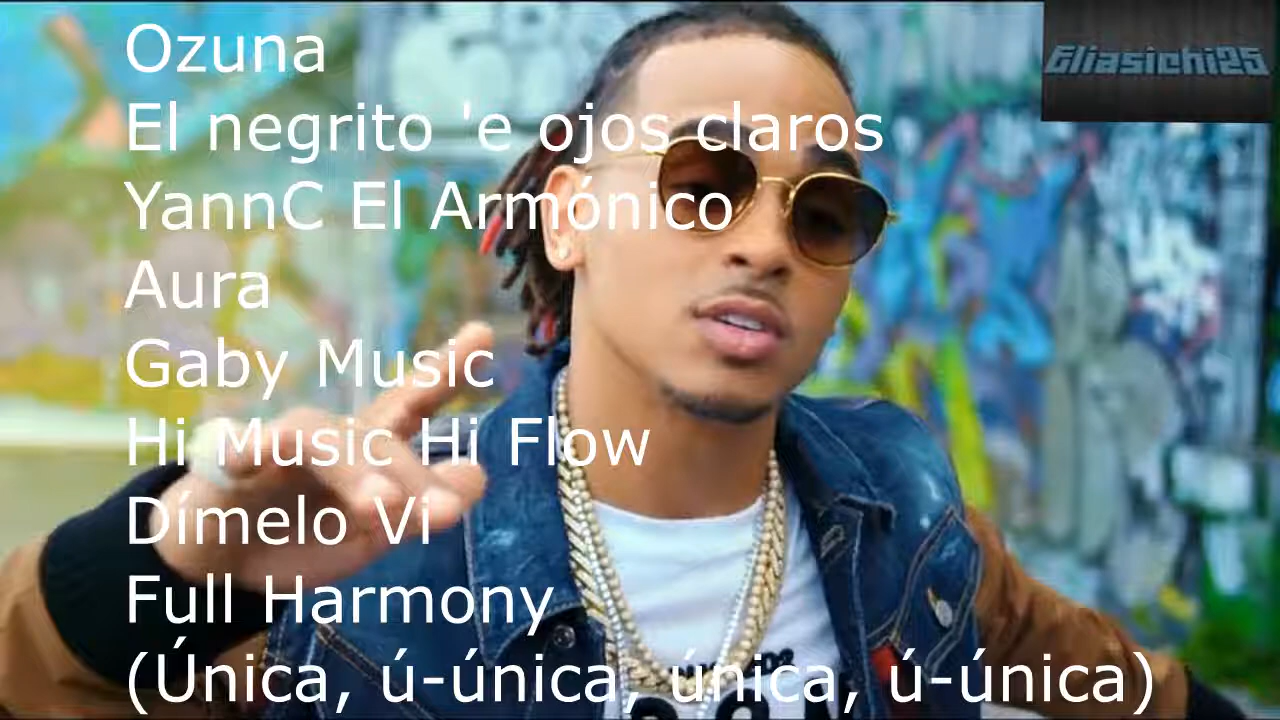 Ozuna
Eliasichi25
El negrito 'e ojos claros
YannC El Armónico
Aura
Gaby Music
Hi Music Hi Flow
Dímelo Vi
Full Harmony
(Única, ú-única, única, ú-única)